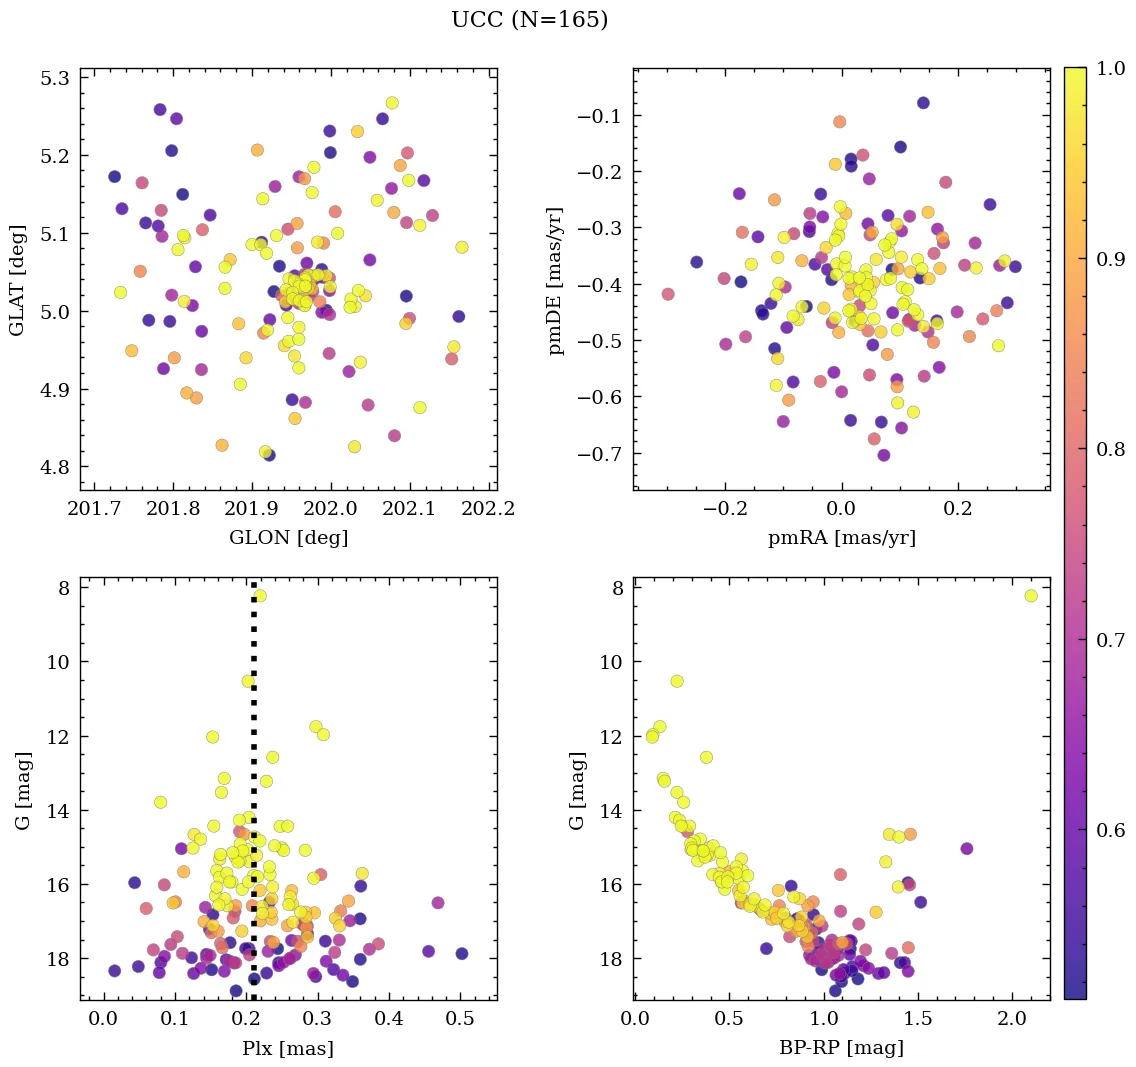 UCC (N=165)
5.3
5.2
5.1
5.0
4.9
4.8
GLAT [deg]
201.7 201.8 201.9 202.0 202.1 202.2
GLON [deg]
−0.1
−0.2
−0.3
−0.4
−0.5
−0.6
−0.7
pmDE [mas/yr]
−0.2 0.0 0.2
pmRA [mas/yr]
1.0
0.9
0.8
0.7
0.6
8
10
12
14
16
18
G [mag]
0.0 0.1 0.2 0.3 0.4 0.5
Plx [mas]
8
10
12
14
16
18
G [mag]
0.0 0.5 1.0 1.5 2.0
BP-RP [mag]